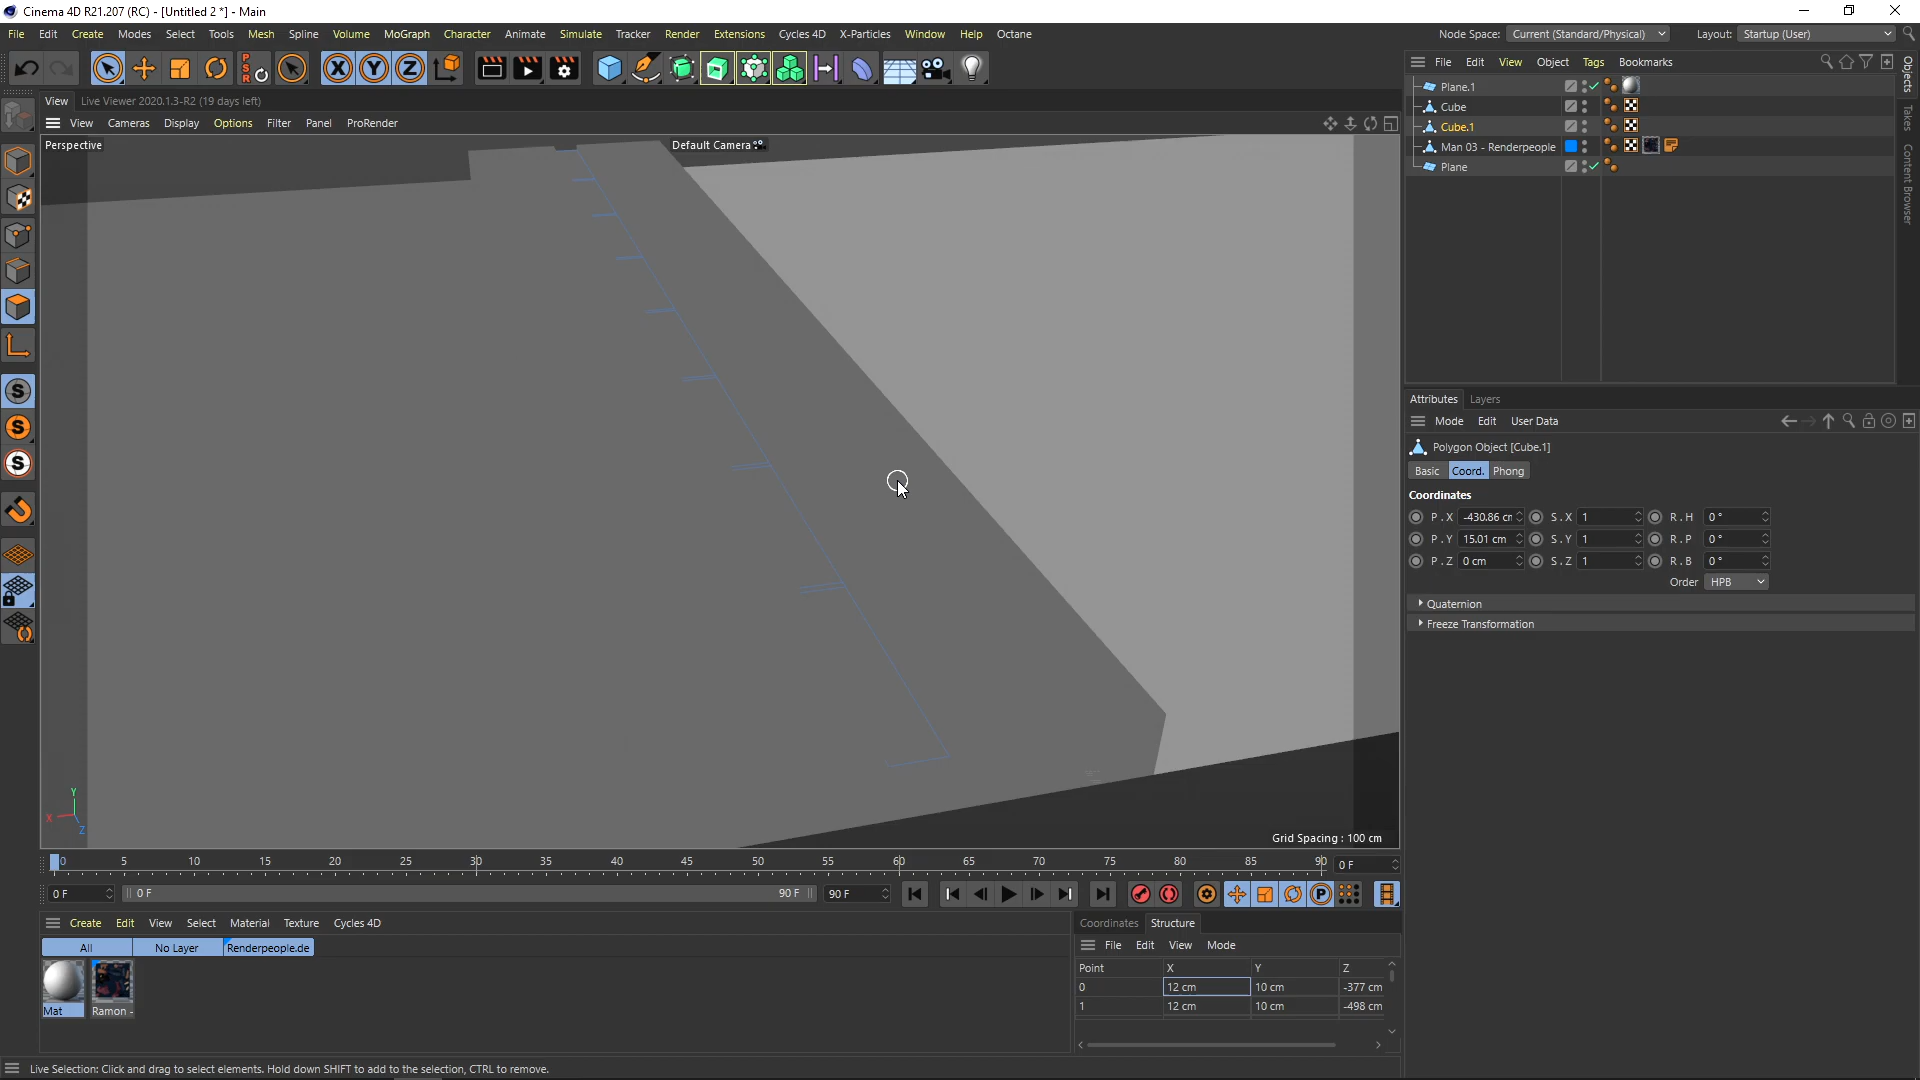 Cinema 4D R21.207 (RC) - [Untitled 2 *] - Main
File Edit Create Modes Select Tools Mesh Spline Volume MoGraph Character Animate Simulate Tracker Render Extensions Cycles 4D X-Particles Window Help Octane
Node Space: Current (Standard/Physical) Layout: Startup (User)
PSR X Y Z
File Edit View Object Tags Bookmarks
View Live Viewer 2020.1.3-R2 (19 days left)
View Cameras Display Options Filter Panel ProRender
Perspective
Default Camera
Plane.1
Cube
Cube.1
Man 03 - Renderpeople
Plane
Objects
Takes
Content Browser
Attributes Layers
Mode Edit User Data
Polygon Object [Cube.1]
Basic Coord. Phong
Coordinates
P . X -430.86 cm S . X 1 R . H 0 °
P . Y 15.01 cm S . Y 1 R . P 0 °
P . Z 0 cm S . Z 1 R . B 0 °
Order HPB
Quaternion
Freeze Transformation
S
S
S
Y
X
Z
Grid Spacing : 100 cm
0 5 10 15 20 25 30 35 40 45 50 55 60 65 70 75 80 85 90 0 F
0 F 0 F 90 F 90 F P
Create Edit View Select Material Texture Cycles 4D
All No Layer Renderpeople.de
Mat Ramon -
Coordinates Structure
File Edit View Mode
Point X Y Z
0 12 cm 10 cm -377 cm
1 12 cm 10 cm -498 cm
Live Selection: Click and drag to select elements. Hold down SHIFT to add to the selection, CTRL to remove.